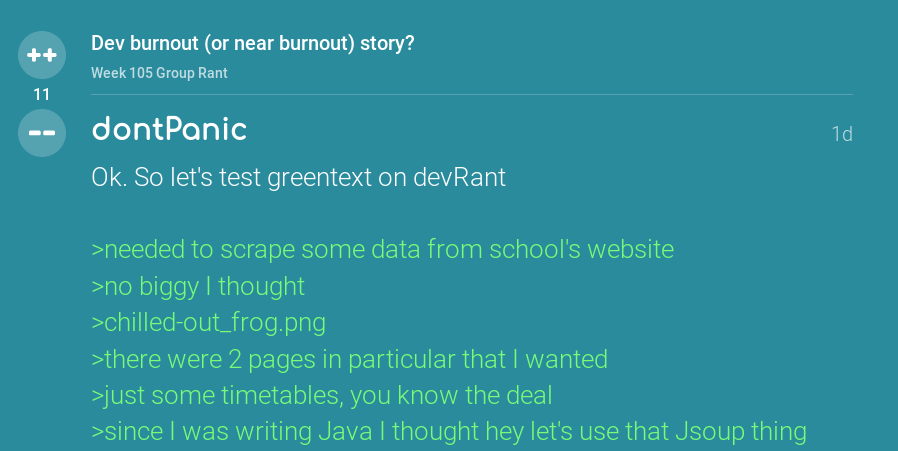 Dev burnout (or near burnout) story?
Week 105 Group Rant
++
11
--
dontPanic
1d
Ok. So let's test greentext on devRant
>needed to scrape some data from school's website
>no biggy I thought
>chilled-out_frog.png
>there were 2 pages in particular that I wanted
>just some timetables, you know the deal
>since I was writing Java I thought hey let's use that Jsoup thing